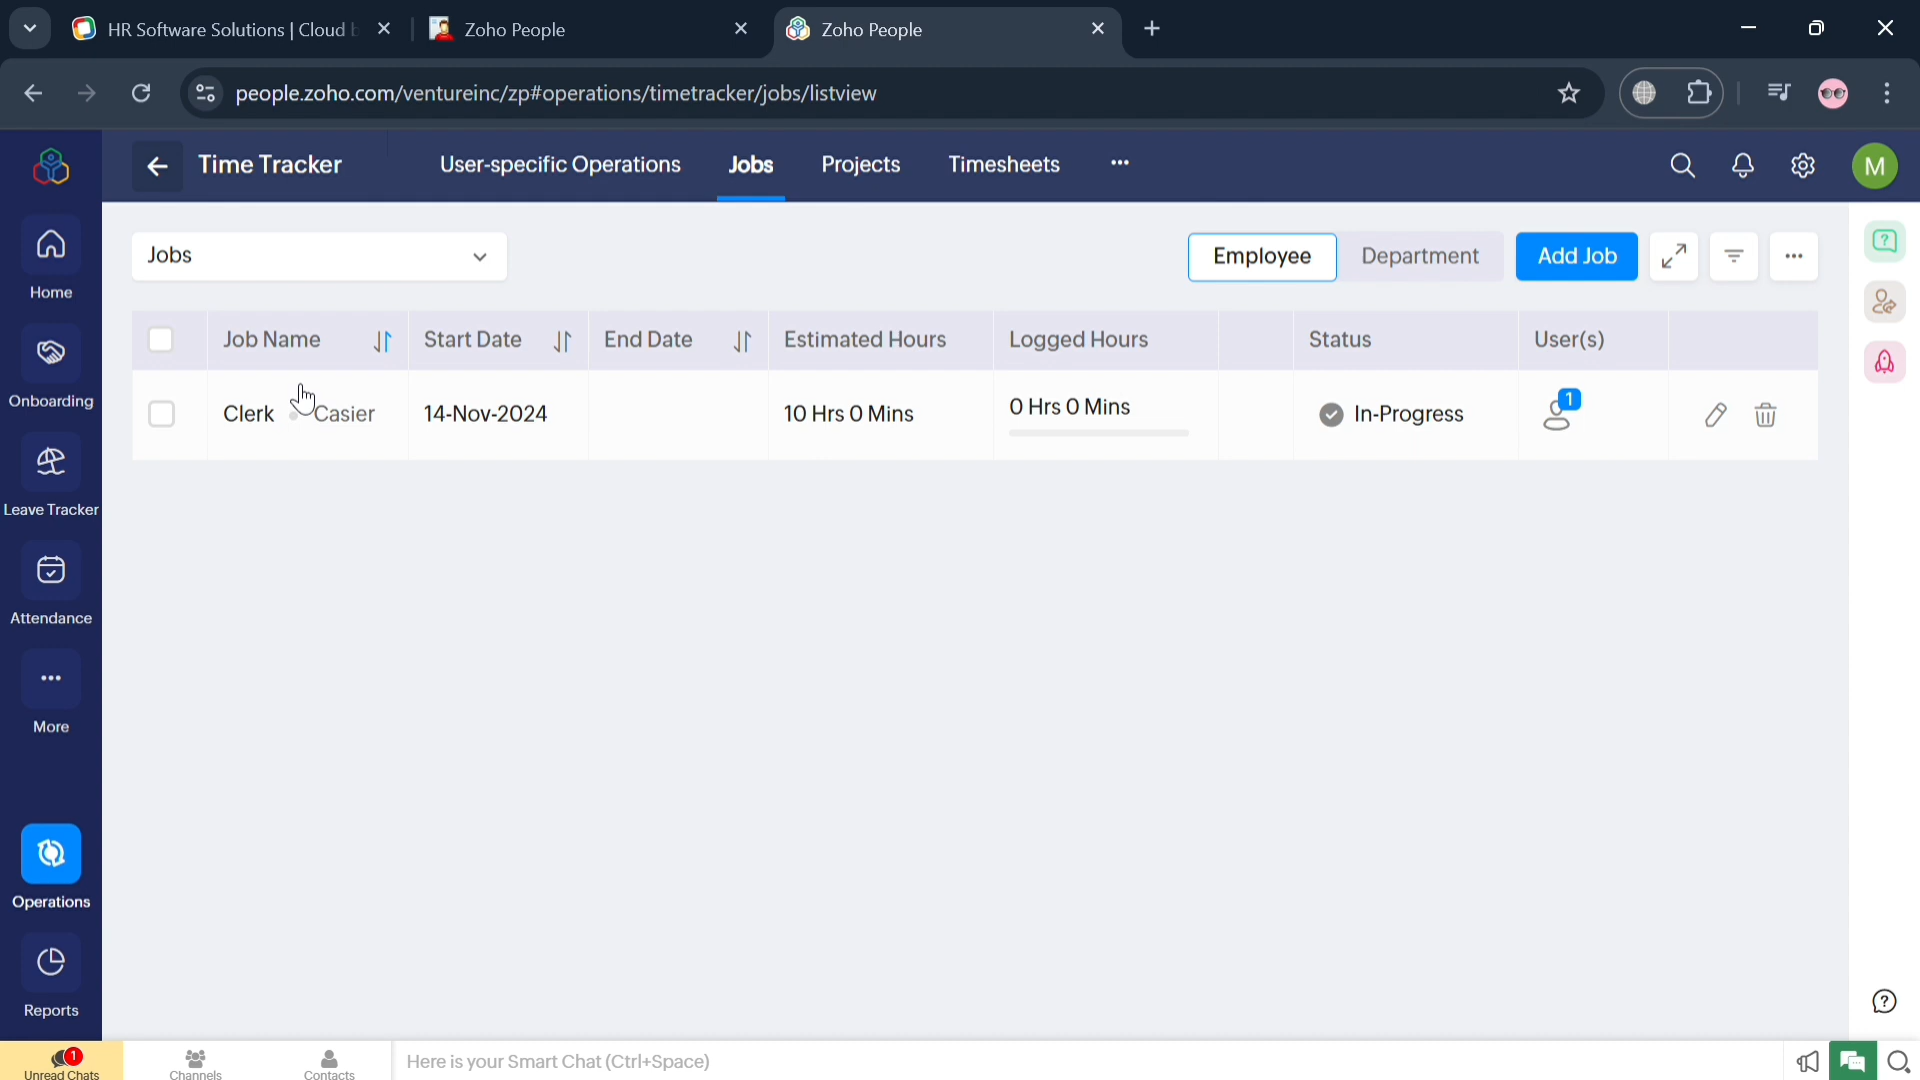 HR Software Solutions | Cloud b
Zoho People
Zoho People
people.zoho.com/ventureinc/zp#operations/timetracker/jobs/listview
Time Tracker
User-specific Operations
Jobs
Projects
Timesheets
M
Home
Onboarding
Leave Tracker
Attendance
More
Operations
Reports
Jobs
Employee
Department
Add Job
Job Name
Start Date
End Date
Estimated Hours
Logged Hours
Status
User(s)
Clerk
Casier
14-Nov-2024
10 Hrs 0 Mins
0 Hrs 0 Mins
In-Progress
1
1
Unread Chats
Channels
Contacts
Here is your Smart Chat (Ctrl+Space)